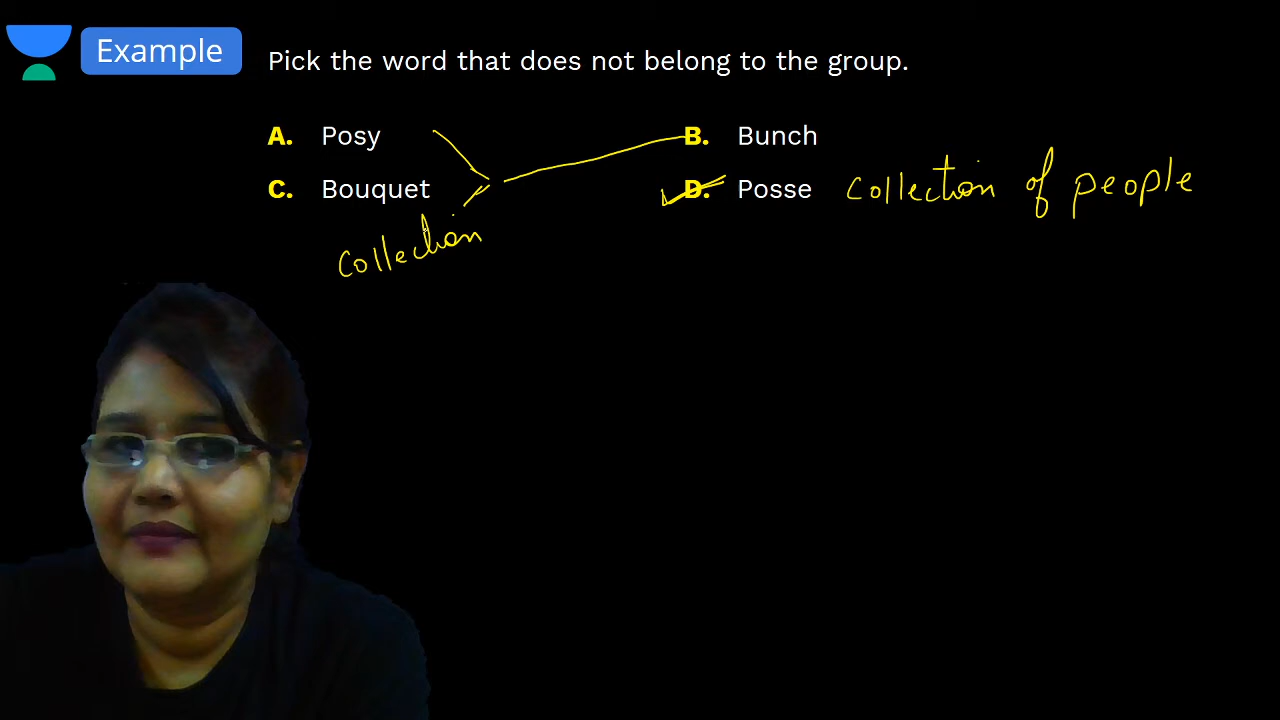 Example Pick the word that does not belong to the group.
A. Posy B. Bunch
C. Bouquet D. Posse collection of people
collection